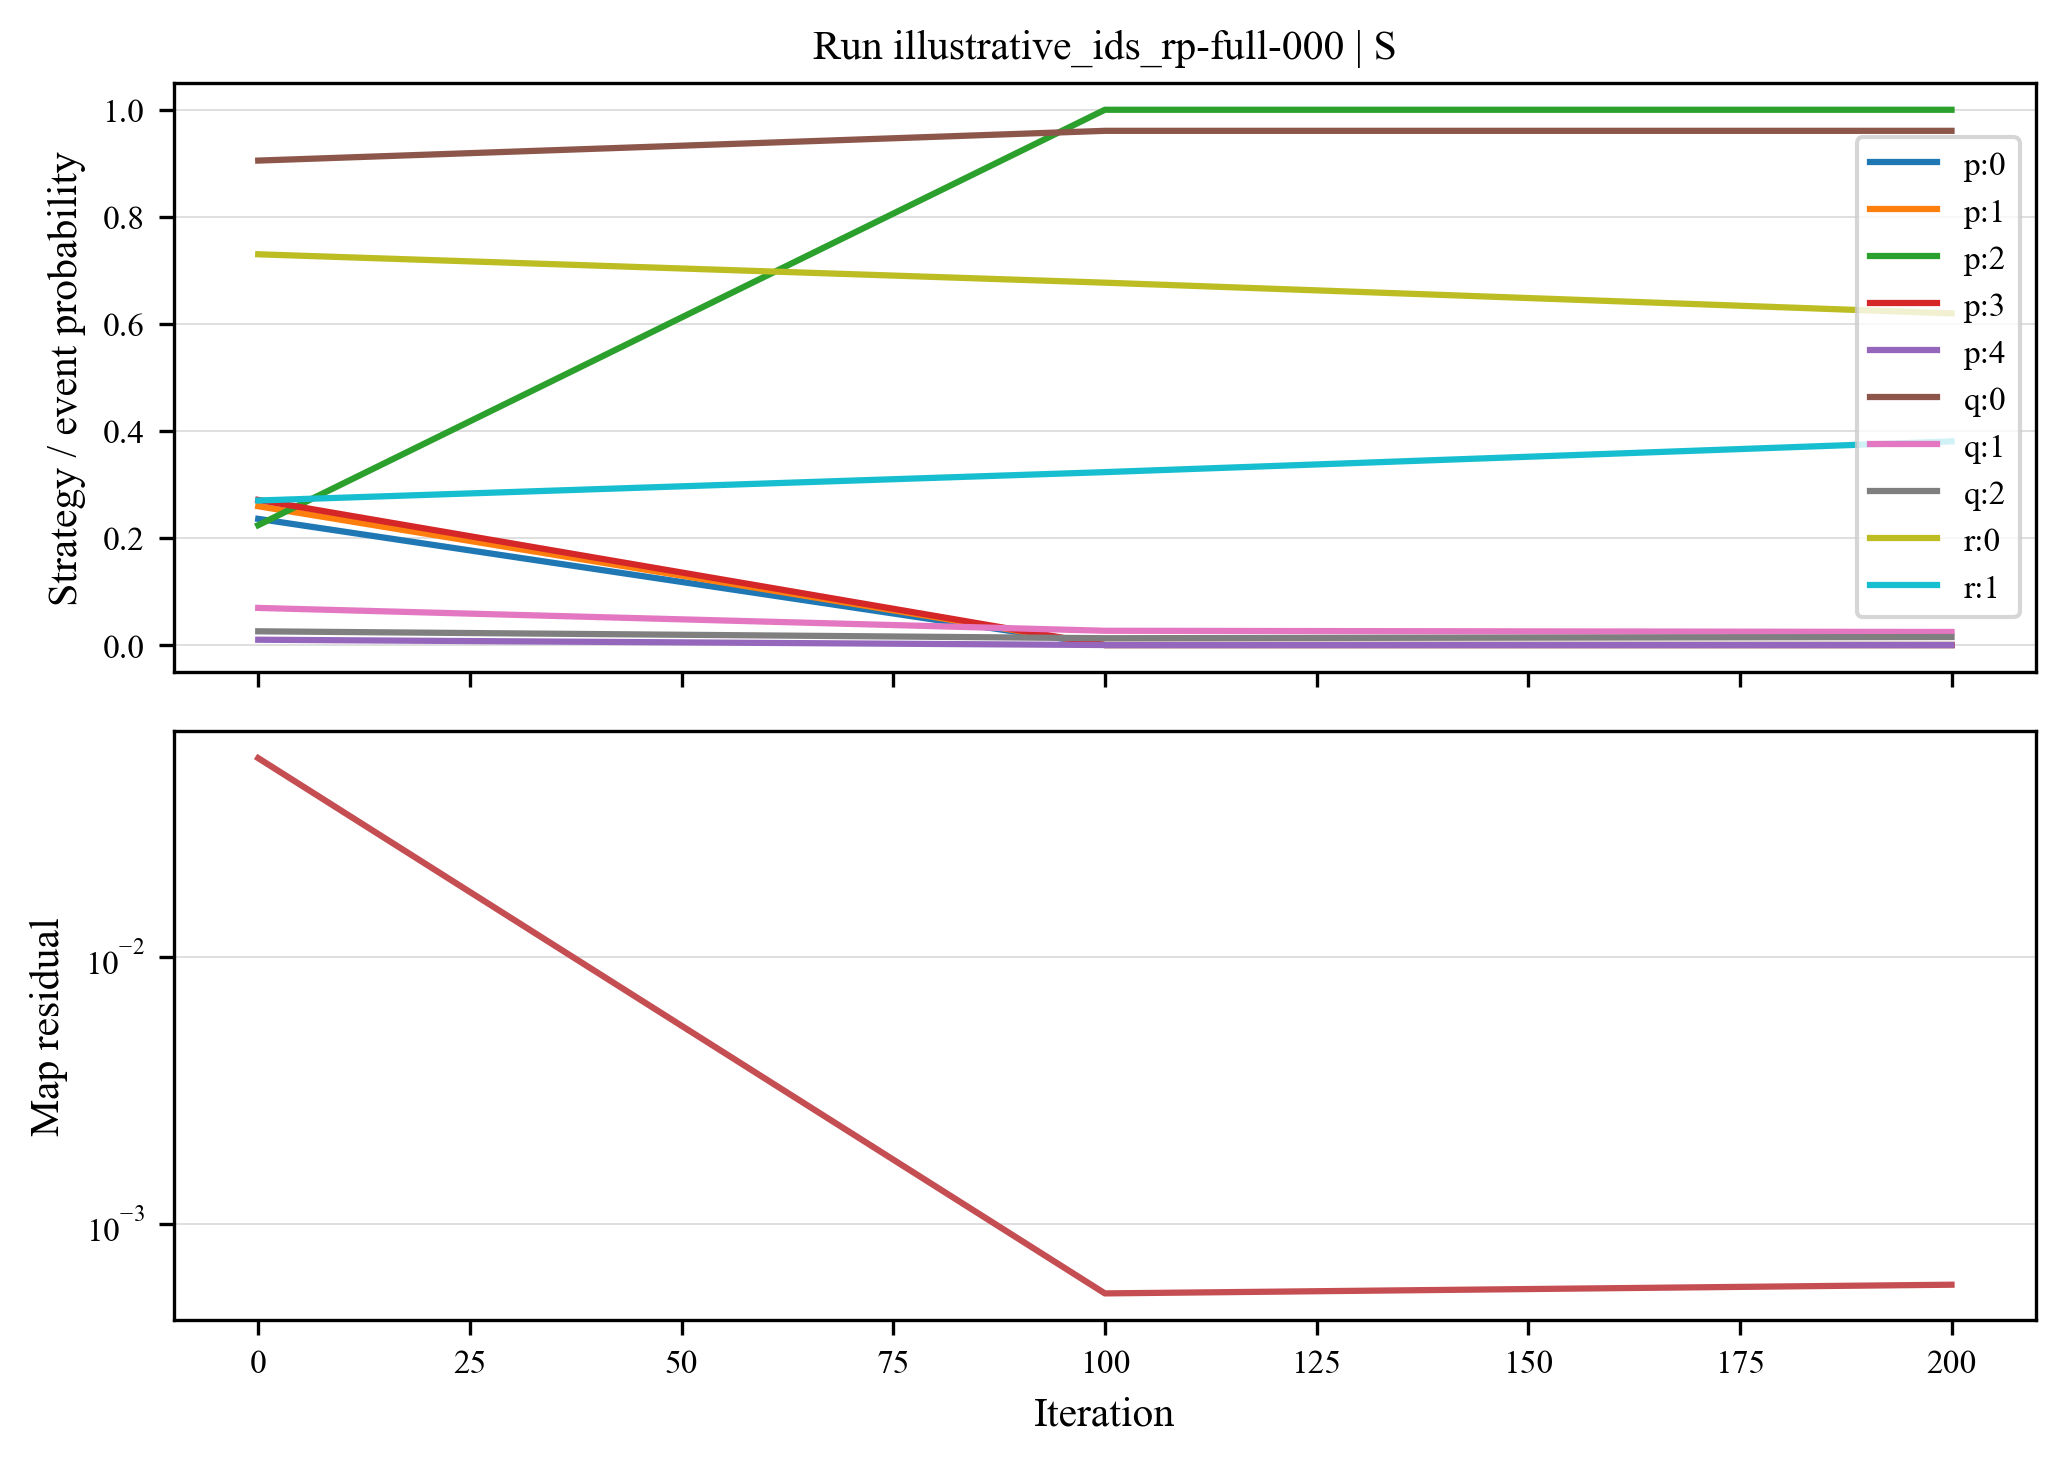 Run illustrative_ids_rp-full-000 | S
Strategy / event probability
1.0
0.8
0.6
0.4
0.2
0.0
p:0
p:1
p:2
p:3
p:4
q:0
q:1
q:2
r:0
r:1
Map residual
10⁻²
10⁻³
0 25 50 75 100 125 150 175 200
Iteration